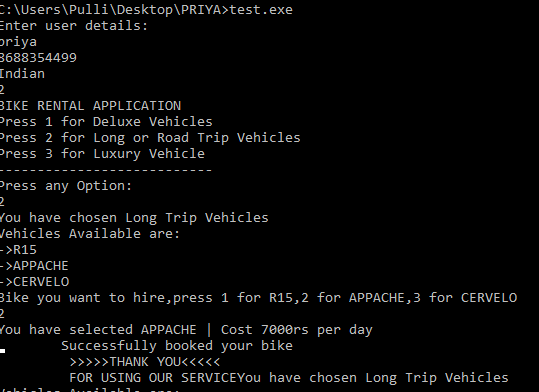 C:\Users\Pulli\Desktop\PRIYA>test.exe
Enter user details:
priya
8688354499
Indian
2
BIKE RENTAL APPLICATION
Press 1 for Deluxe Vehicles
Press 2 for Long or Road Trip Vehicles
Press 3 for Luxury Vehicle
---------------------------
Press any Option:
2
You have chosen Long Trip Vehicles
Vehicles Available are:
->R15
->APPACHE
->CERVELO
Bike you want to hire,press 1 for R15,2 for APPACHE,3 for CERVELO
2
You have selected APPACHE | Cost 7000rs per day
Successfully booked your bike
>>>>>THANK YOU<<<<<
FOR USING OUR SERVICEYou have chosen Long Trip Vehicles
Vehicles Available are: